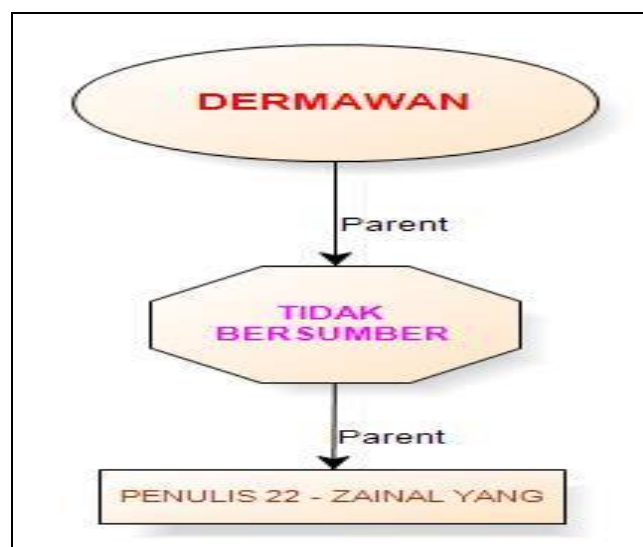 DERMAWAN
Parent
TIDAK
BERSUMBER
Parent
PENULIS 22 - ZAINAL YANG